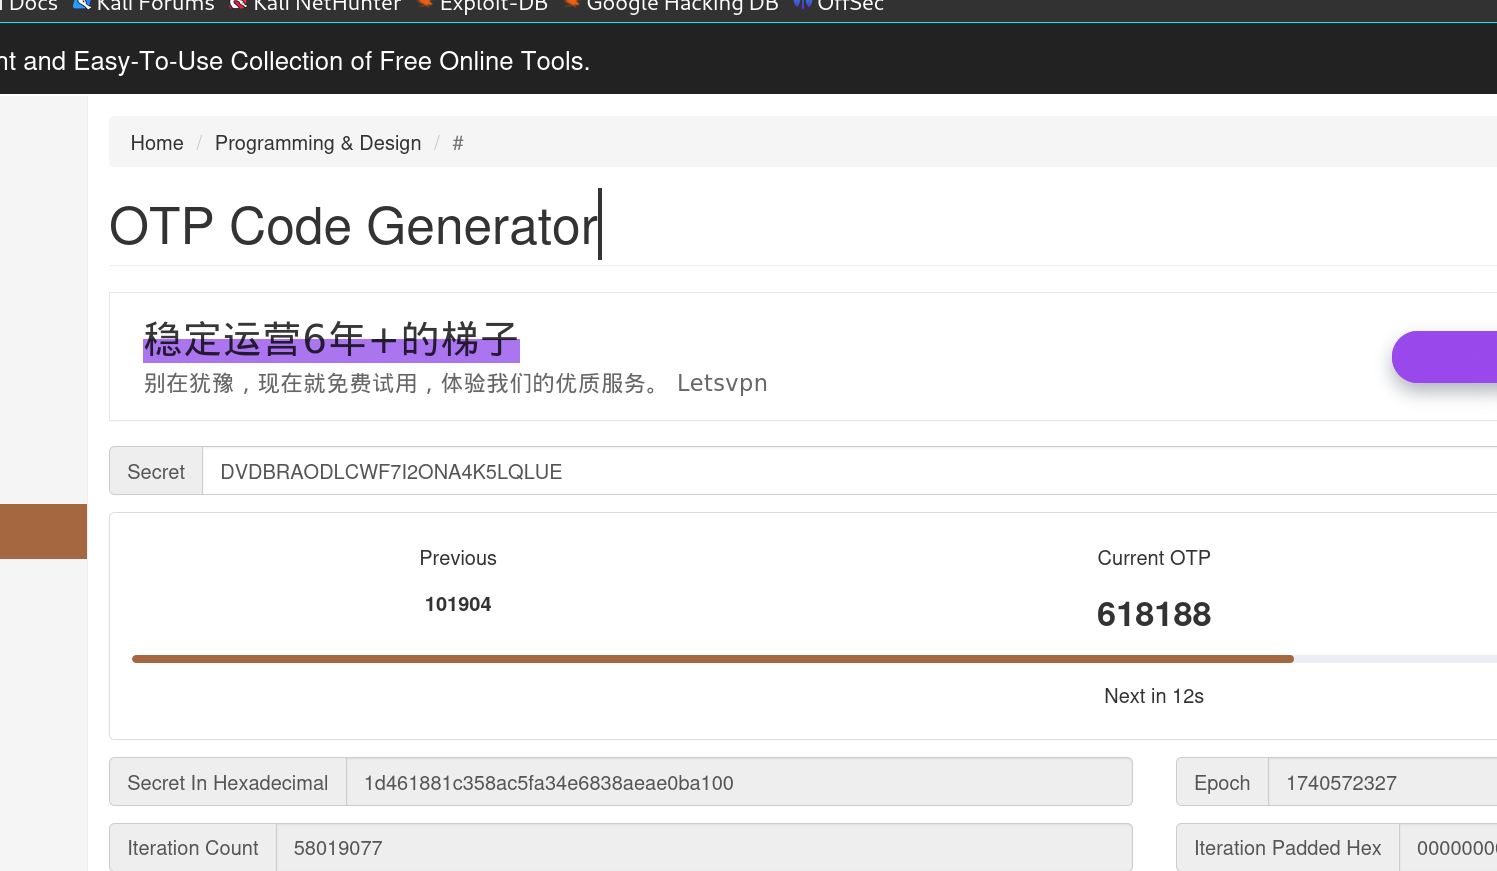 Docs Kali Forums Kali NetHunter Exploit-DB Google Hacking DB OffSec
and Easy-To-Use Collection of Free Online Tools.
Home / Programming & Design / #
OTP Code Generator
稳定运营6年+的梯子
别在犹豫，现在就免费试用，体验我们的优质服务。 Letsvpn
Secret DVDBRAODLCWF7I2ONA4K5LQLUE
Previous Current OTP
101904 618188
Next in 12s
Secret In Hexadecimal 1d461881c358ac5fa34e6838aeae0ba100 Epoch 1740572327
Iteration Count 58019077 Iteration Padded Hex 0000000